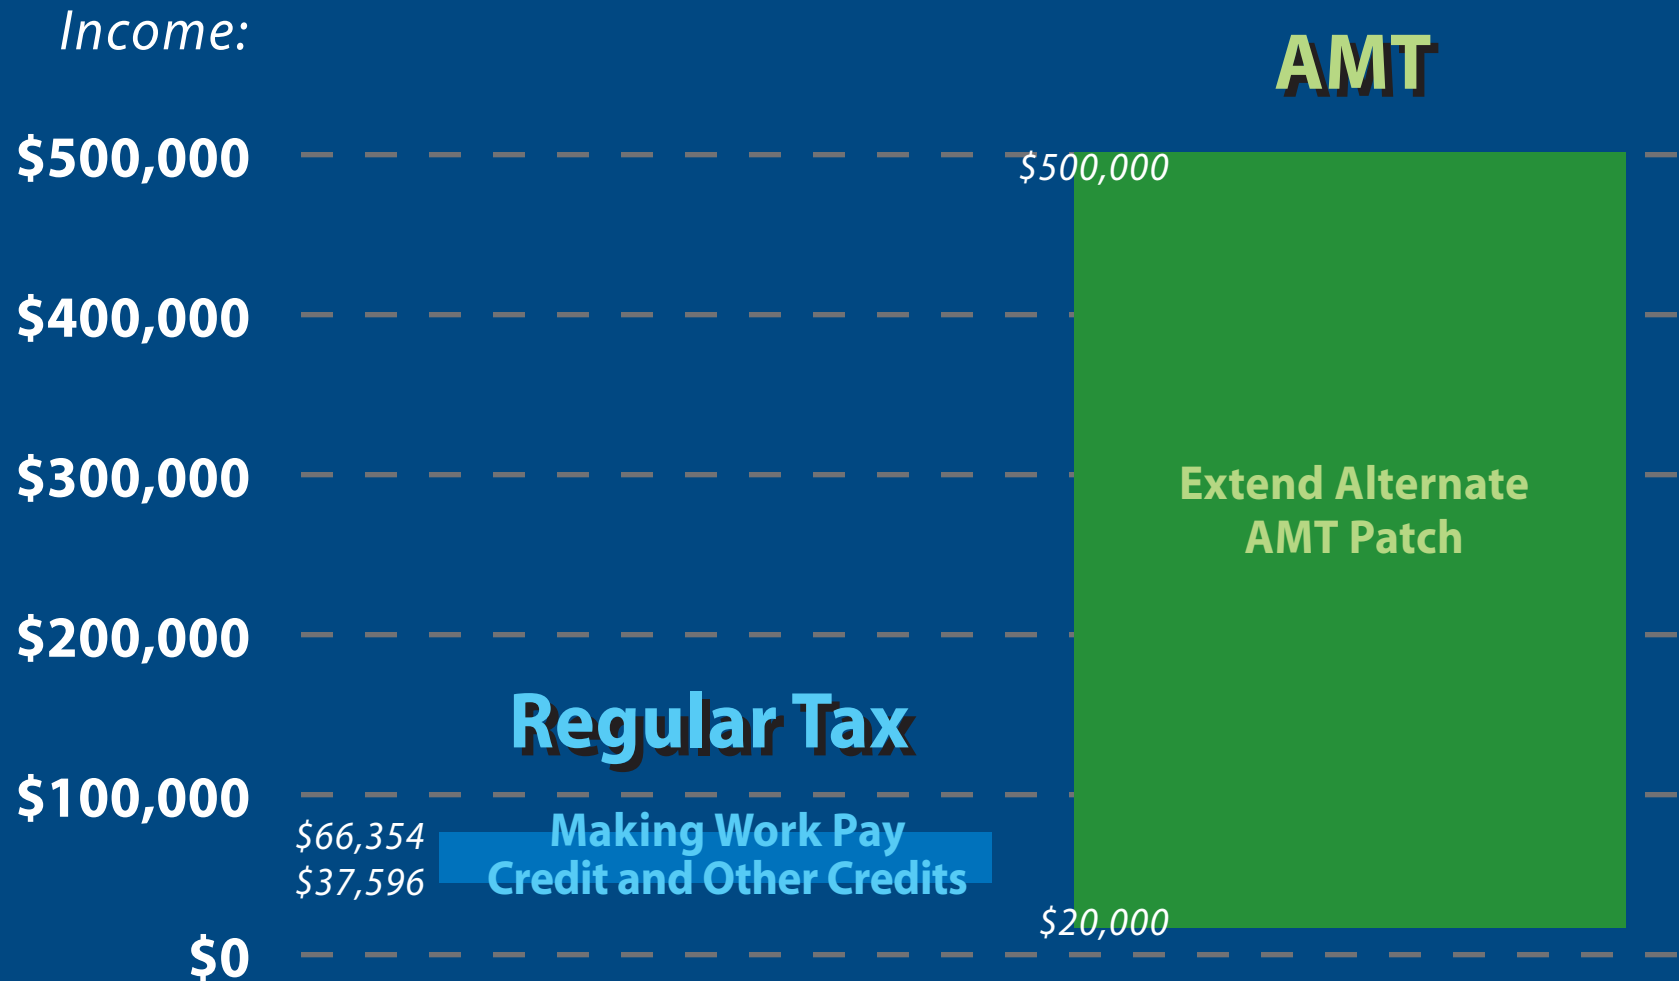 Income:
AMT
$500,000
$500,000
$400,000
$300,000
Extend Alternate
AMT Patch
$200,000
Regular Tax
$100,000
Making Work Pay
$66,354
Credit and Other Credits
$37,596
$20,000
$0